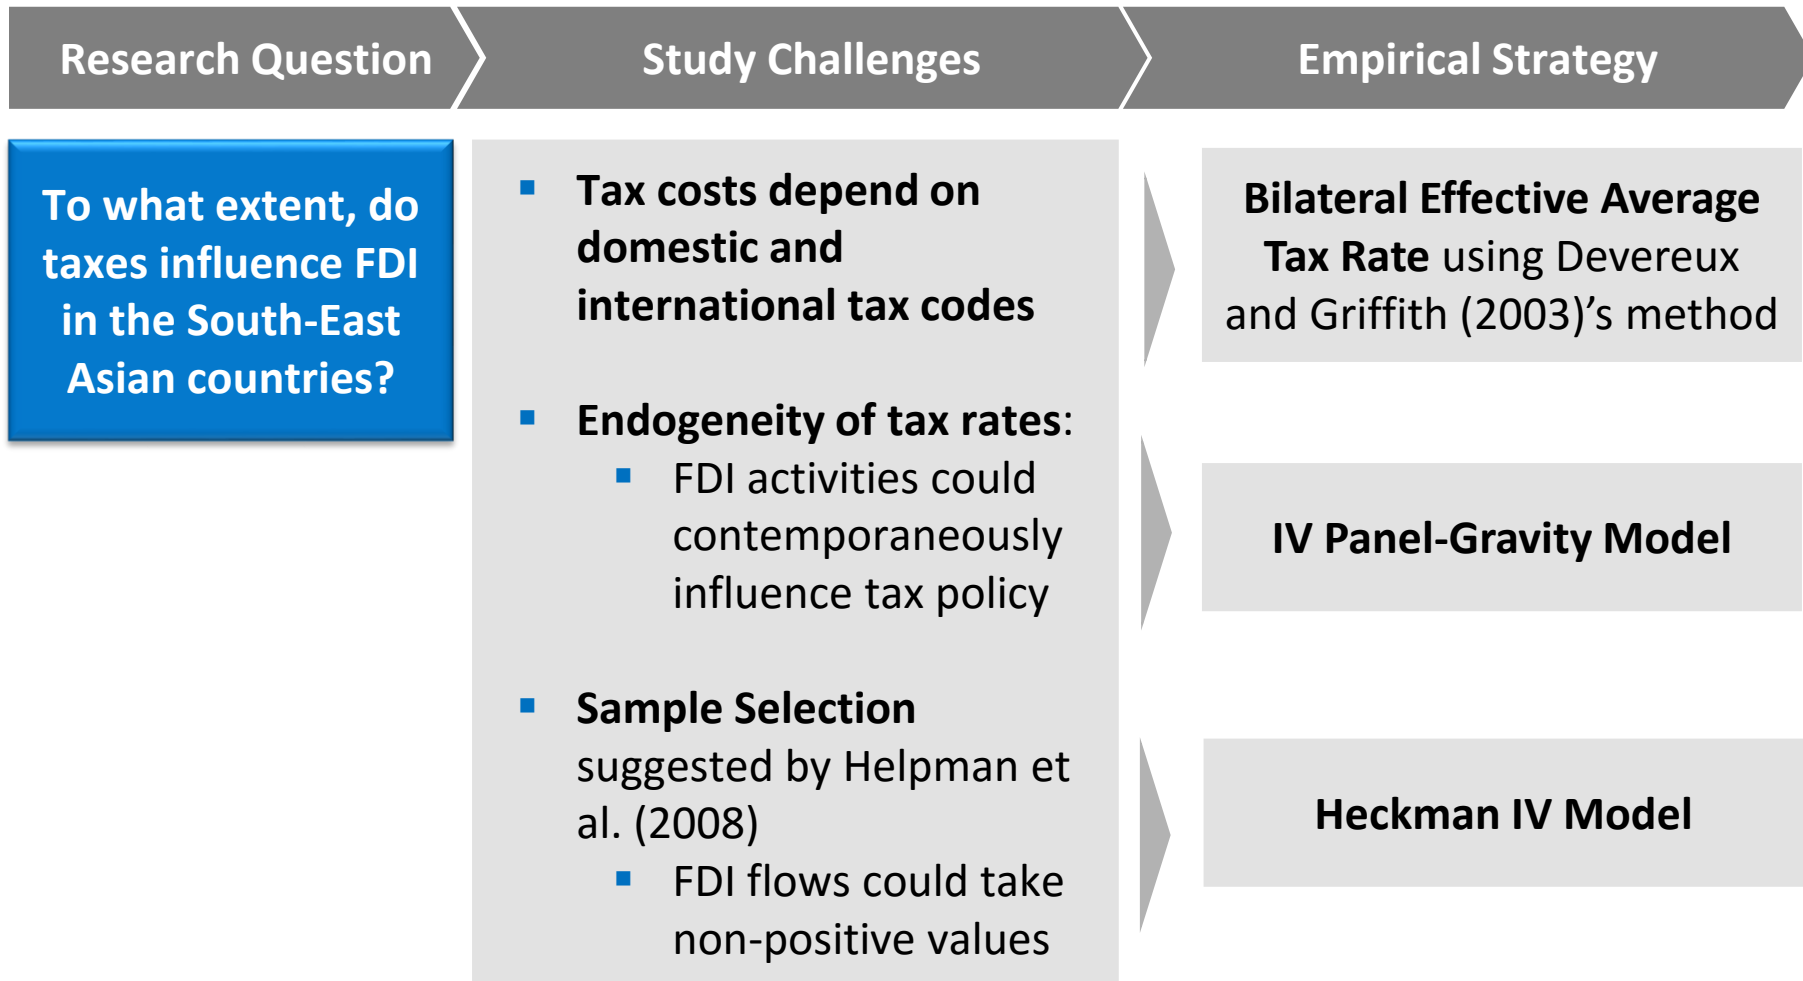 Research Question
Study Challenges
Empirical Strategy
To what extent, do
taxes influence FDI
in the South-East
Asian countries?
▪ Tax costs depend on
domestic and
international tax codes
▪ Endogeneity of tax rates:
▪ FDI activities could
contemporaneously
influence tax policy
▪ Sample Selection
suggested by Helpman et
al. (2008)
▪ FDI flows could take
non-positive values
Bilateral Effective Average
Tax Rate using Devereux
and Griffith (2003)’s method
IV Panel-Gravity Model
Heckman IV Model